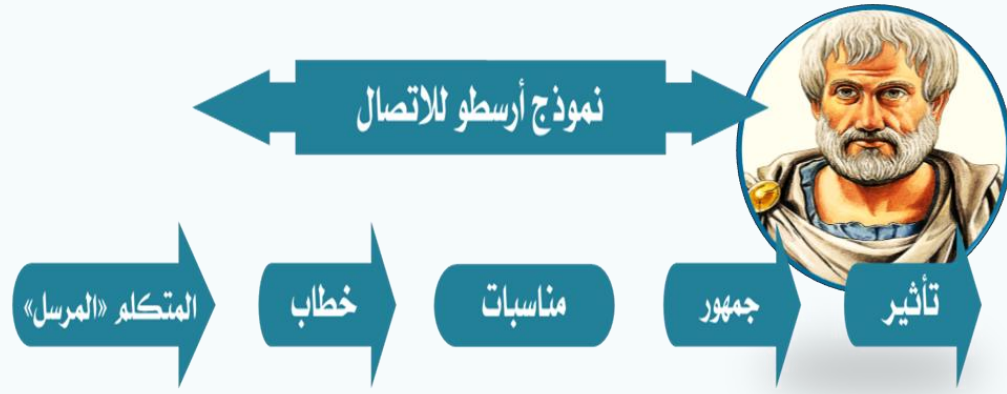 نموذج أرسطو للاتصال
المتكلم «المرسل»
خطاب
مناسبات
جمهور
تأثير